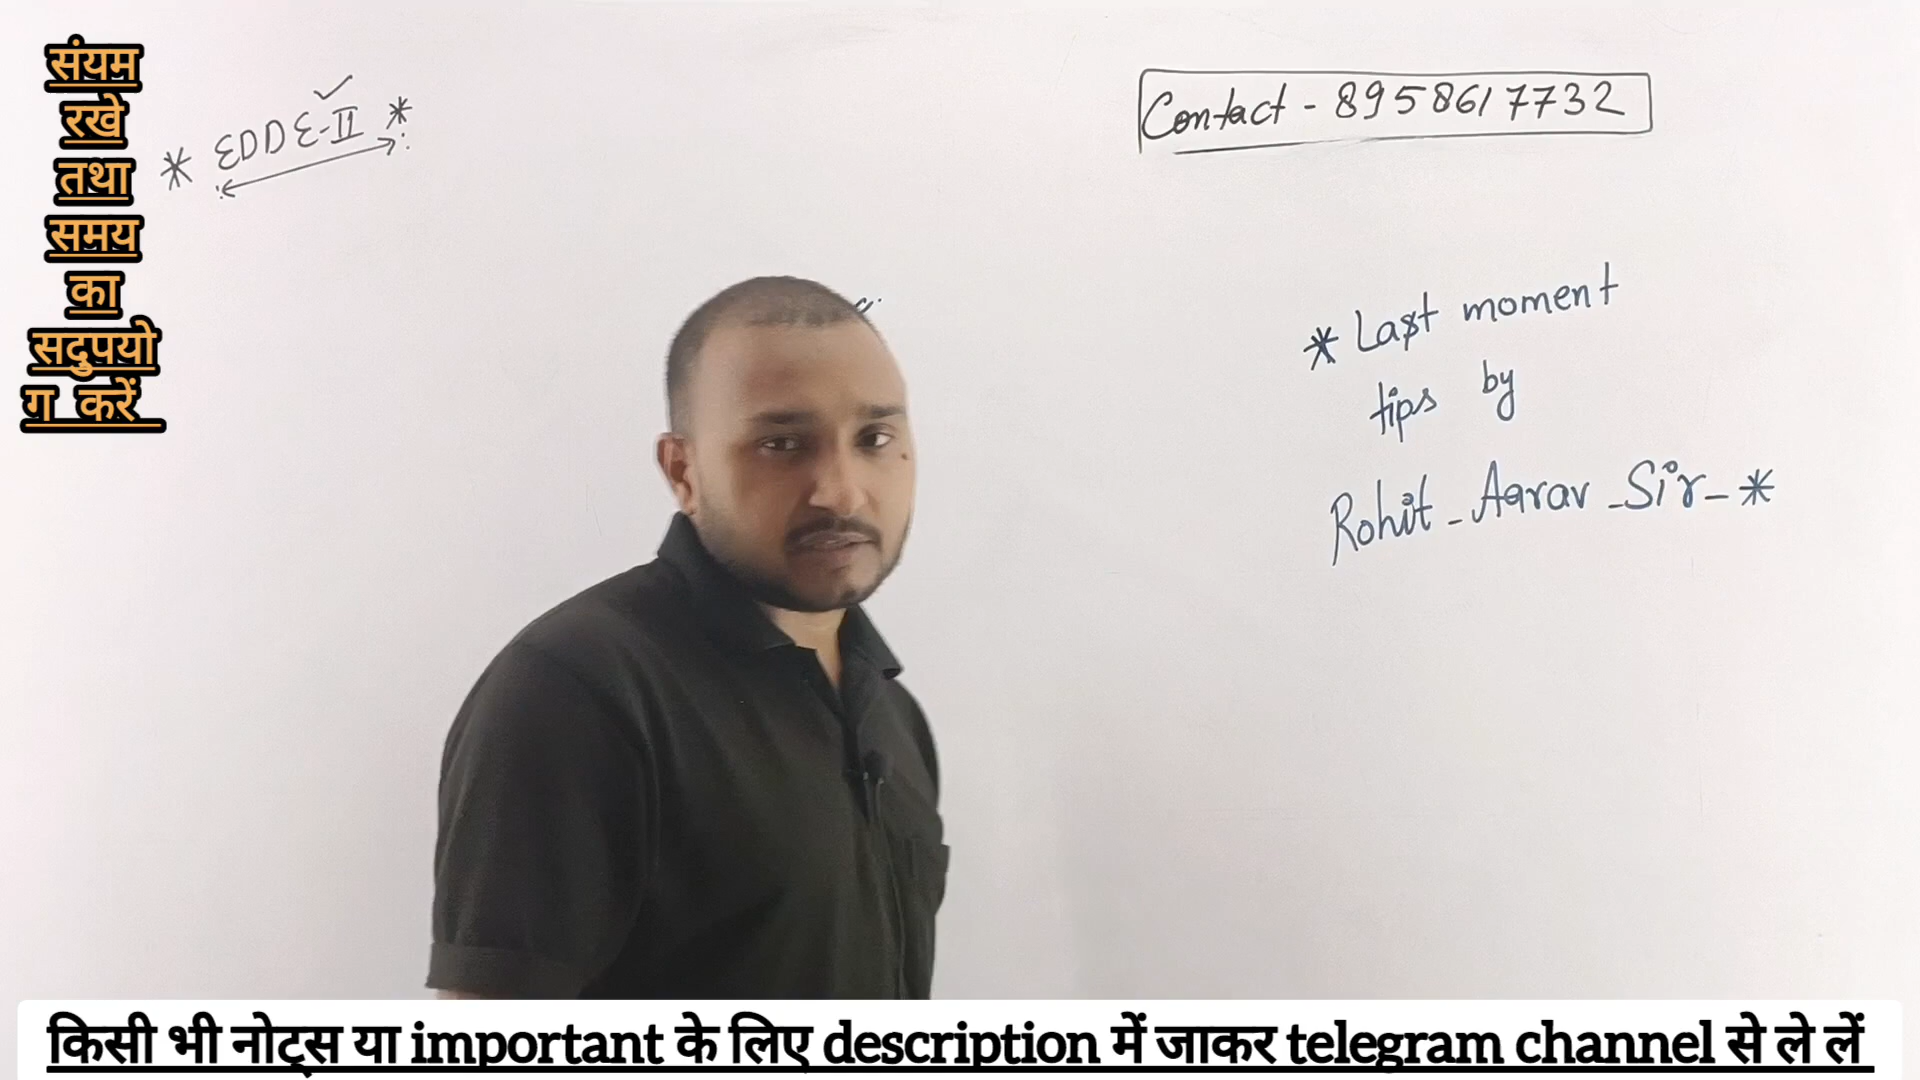 संयम
रखे
तथा
समय
का
सदुपयो
ग करें
* EDDE-II *
Contact - 8958617732
* Last moment
tips by
Rohit - Aarav - Sir - *
किसी भी नोट्स या important के लिए description में जाकर telegram channel से ले लें